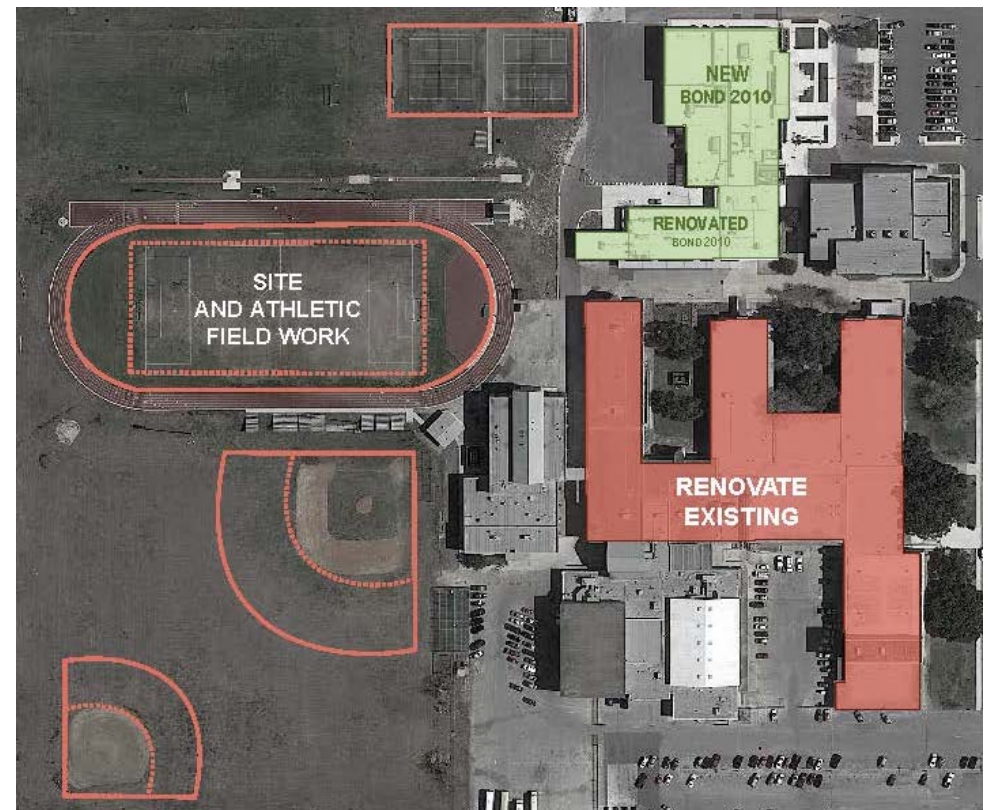 NEW
BOND 2010
RENOVATED
BOND 2010
SITE
AND ATHLETIC
FIELD WORK
RENOVATE
EXISTING